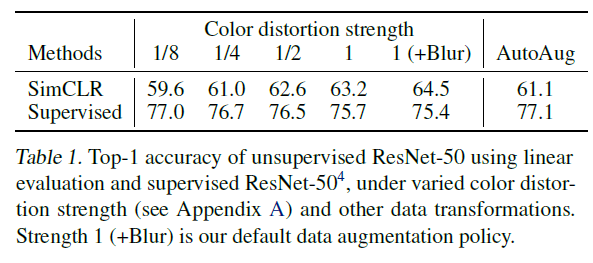 Color distortion strength
Methods 1/8 1/4 1/2 1 1 (+Blur) AutoAug
SimCLR 59.6 61.0 62.6 63.2 64.5 61.1
Supervised 77.0 76.7 76.5 75.7 75.4 77.1
Table 1. Top-1 accuracy of unsupervised ResNet-50 using linear
evaluation and supervised ResNet-50⁴, under varied color distor-
tion strength (see Appendix A) and other data transformations.
Strength 1 (+Blur) is our default data augmentation policy.